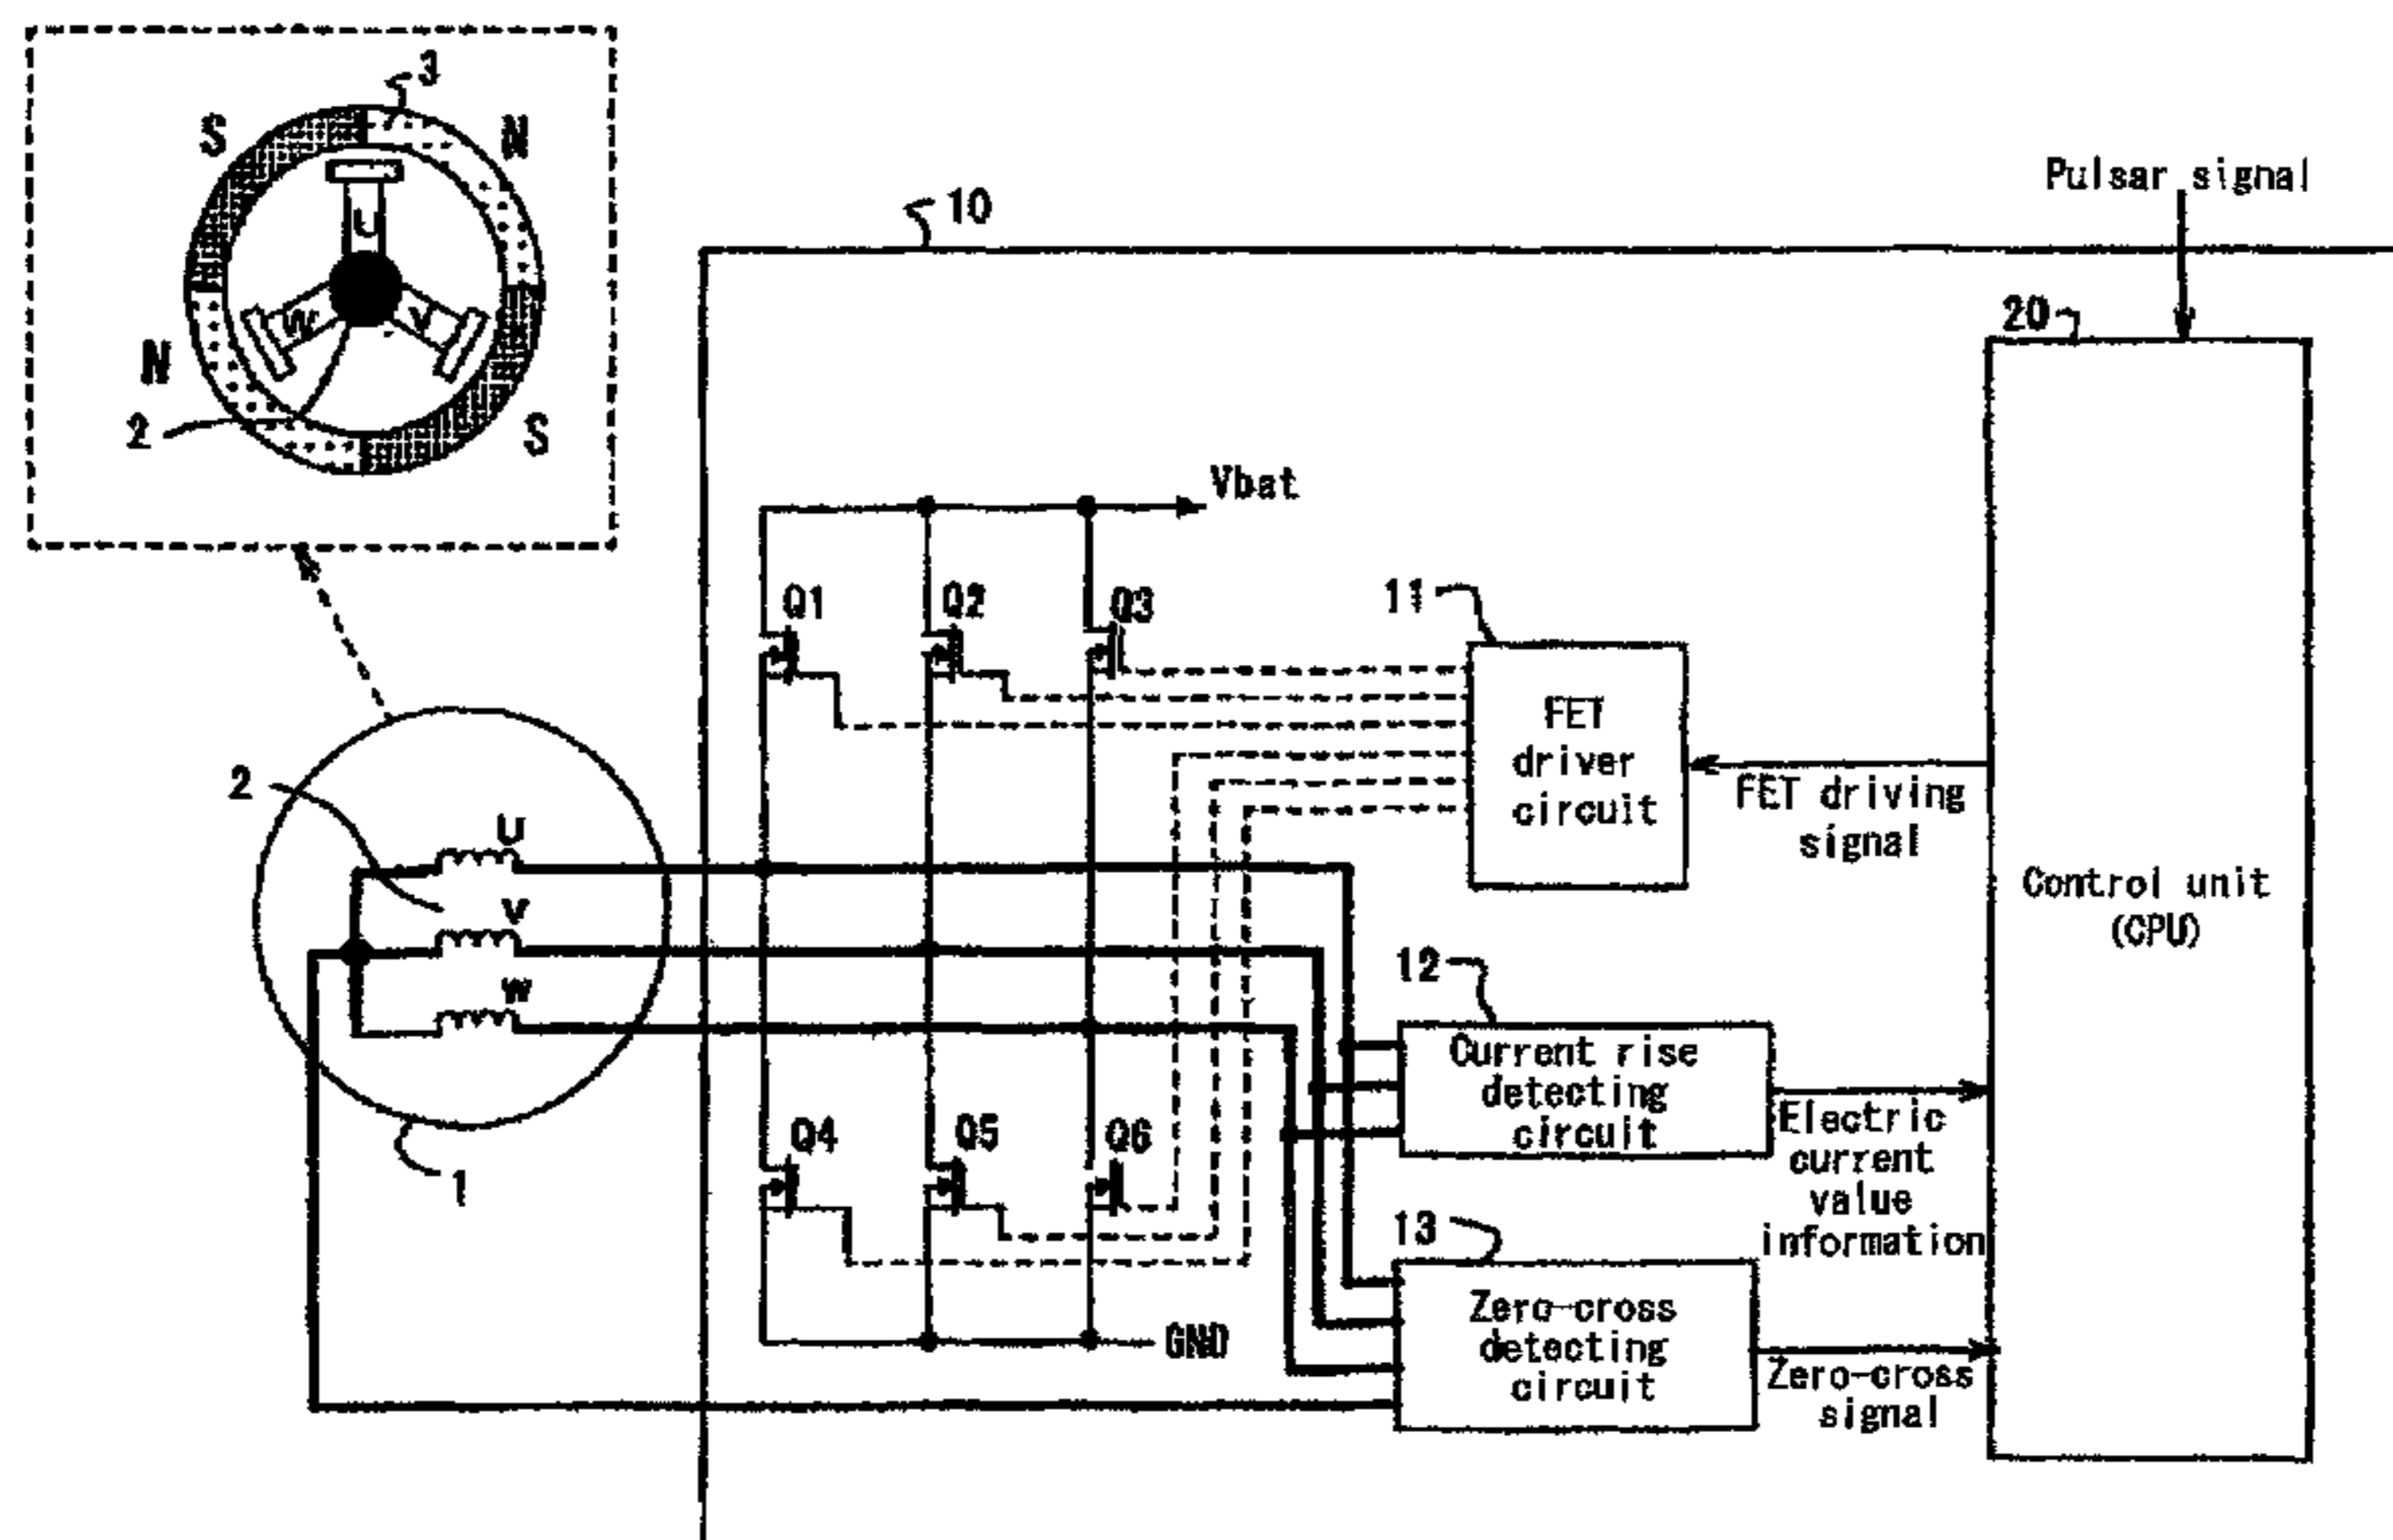 3
S
N
U
W
V
N
S
2
10
Pulsar signal
20
Vbat
Q1
Q2
Q3
11
FET
driver
circuit
FET driving
signal
Control unit
(CPU)
2
U
V
W
1
12
Current rise
detecting
circuit
Electric
current
value
information
Q4
Q5
Q6
13
Zero-cross
detecting
circuit
Zero-cross
signal
GND